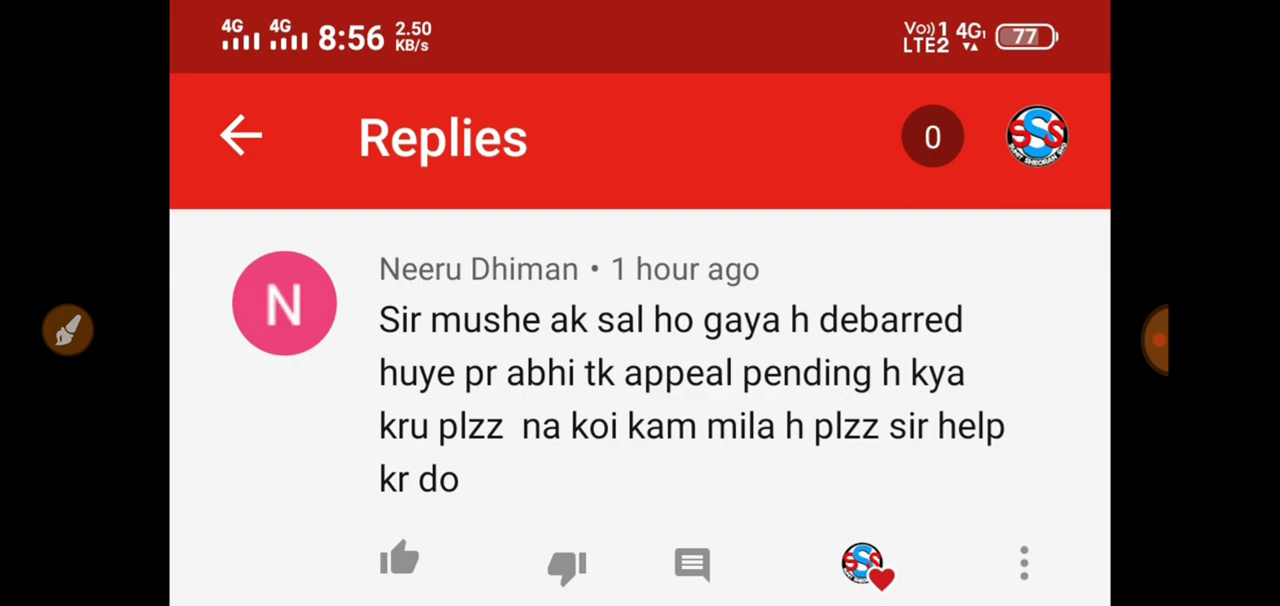 4G 4G 8:56 2.50 KB/s Vo)) 1 LTE2 4G 77
Replies 0
SSS
N
Neeru Dhiman • 1 hour ago
Sir mushe ak sal ho gaya h debarred
huye pr abhi tk appeal pending h kya
kru plzz na koi kam mila h plzz sir help
kr do